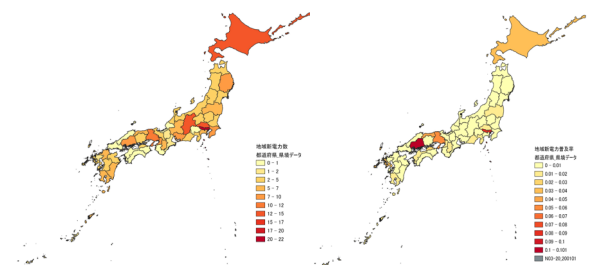 地域新電力数
都道府県_県境データ
0 - 1
1 - 2
2 - 5
5 - 7
7 - 10
10 - 12
12 - 15
15 - 17
17 - 20
20 - 22
地域新電力普及率
都道府県_県境データ
0 - 0.01
0.01 - 0.02
0.02 - 0.03
0.03 - 0.04
0.04 - 0.05
0.05 - 0.06
0.06 - 0.07
0.07 - 0.08
0.08 - 0.09
0.09 - 0.1
0.1 - 0.101
N03-20_200101